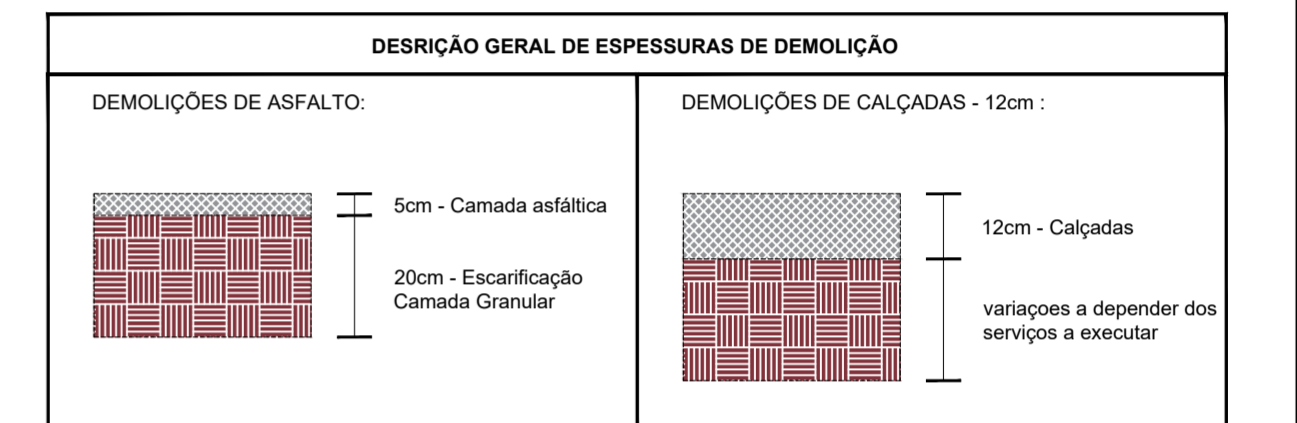 DESRIÇÃO GERAL DE ESPESSURAS DE DEMOLIÇÃO
DEMOLIÇÕES DE ASFALTO:
5cm - Camada asfáltica
20cm - Escarificação
Camada Granular
DEMOLIÇÕES DE CALÇADAS - 12cm :
12cm - Calçadas
variaçoes a depender dos
serviços a executar